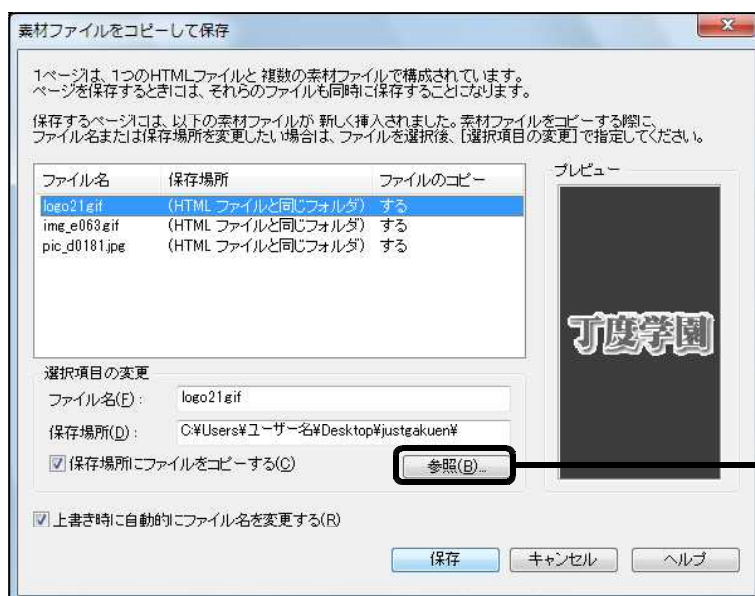 素材ファイルをコピーして保存
1ページは、1つのHTMLファイルと複数の素材ファイルで構成されています。
ページを保存するときには、それらのファイルも同時に保存することになります。
保存するページには、以下の素材ファイルが新しく挿入されました。素材ファイルをコピーする際に、
ファイル名または保存場所を変更したい場合は、ファイルを選択後、[選択項目の変更]で指定してください。
ファイル名 保存場所 ファイルのコピー
logo21.gif (HTML ファイルと同じフォルダ) する
img_e063.gif (HTML ファイルと同じフォルダ) する
pic_d0181.jpg (HTML ファイルと同じフォルダ) する
プレビュー
丁度学園
選択項目の変更
ファイル名(F): logo21.gif
保存場所(D): C:¥Users¥ユーザー名¥Desktop¥justgakuen¥
保存場所にファイルをコピーする(C) 参照(B)...
上書き時に自動的にファイル名を変更する(R)
保存 キャンセル ヘルプ